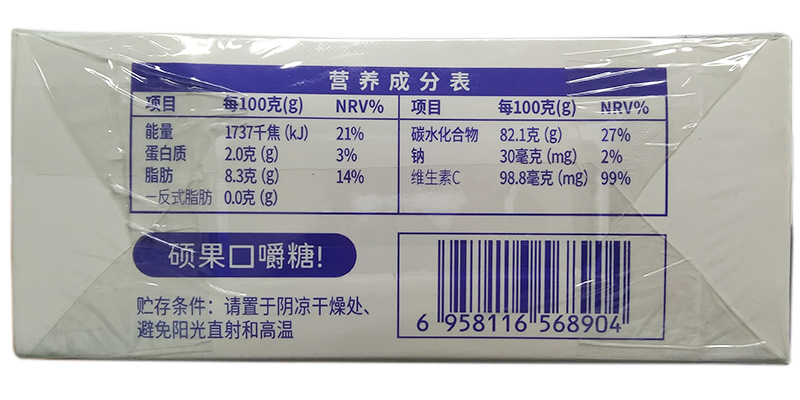 营养成分表
项目 每100克(g) NRV% 项目 每100克(g) NRV%
能量 1737千焦 (kJ) 21% 碳水化合物 82.1克 (g) 27%
蛋白质 2.0克 (g) 3% 钠 30毫克 (mg) 2%
脂肪 8.3克 (g) 14% 维生素C 98.8毫克 (mg) 99%
—反式脂肪 0.0克 (g)
硕果口嚼糖!
贮存条件：请置于阴凉干燥处、
避免阳光直射和高温
6 958116 568904